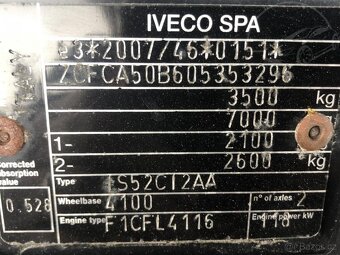 IVECO SPA
e3*2007/46*0151*
ZCFCA50B605353296
3500 kg
7000
1- 2100
2- 2600 kg
Corrected
absorption
value
0.528
Type
Wheelbase 4100 n° of axles 2
Engine type F1CFL4116 Engine power kW